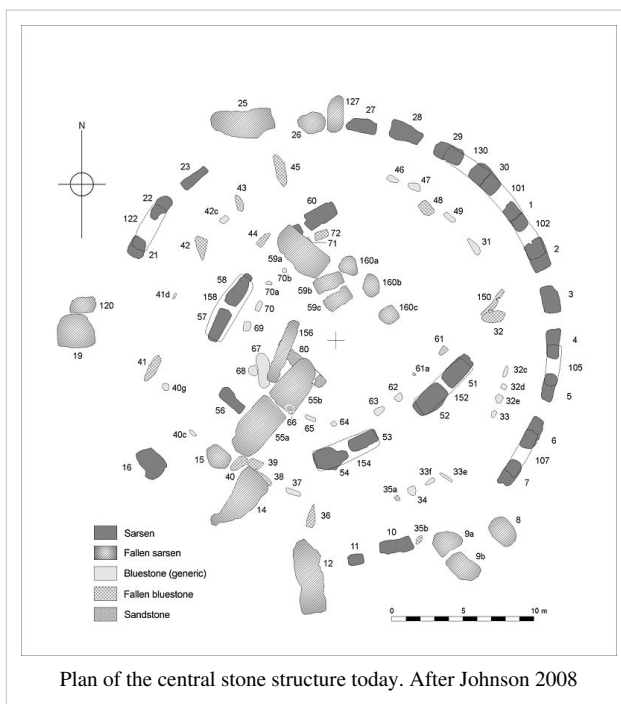 25
127
27
28
26
29
130
30
101
1
102
2
N
23
45
46
47
48
49
22
43
60
42c
31
122
44
72
71
42
21
59a
160a
58
70b
150
3
158
70a
59b
160b
120
41d
59c
57
70
160c
32
69
156
4
19
67
80
61
105
41
68
61a
51
32c
32d
40g
55b
62
152
32e
5
56
63
52
33
66
65
64
6
40c
55a
53
107
15
154
16
39
54
33f
33e
7
40
38
37
35a
34
14
36
35b
8
10
9a
11
12
9b
Sarsen
Fallen sarsen
Bluestone (generic)
Fallen bluestone
Sandstone
0 5 10 m
Plan of the central stone structure today. After Johnson 2008